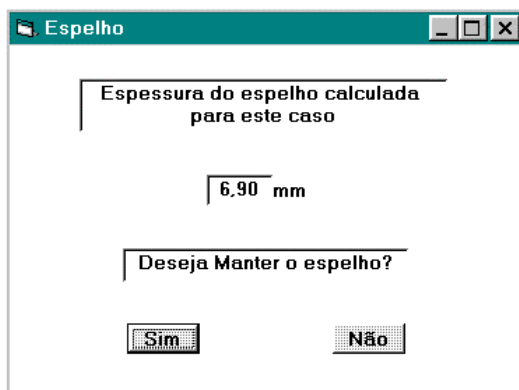 Espelho
Espessura do espelho calculada
para este caso
6,90 mm
Deseja Manter o espelho?
Sim Não